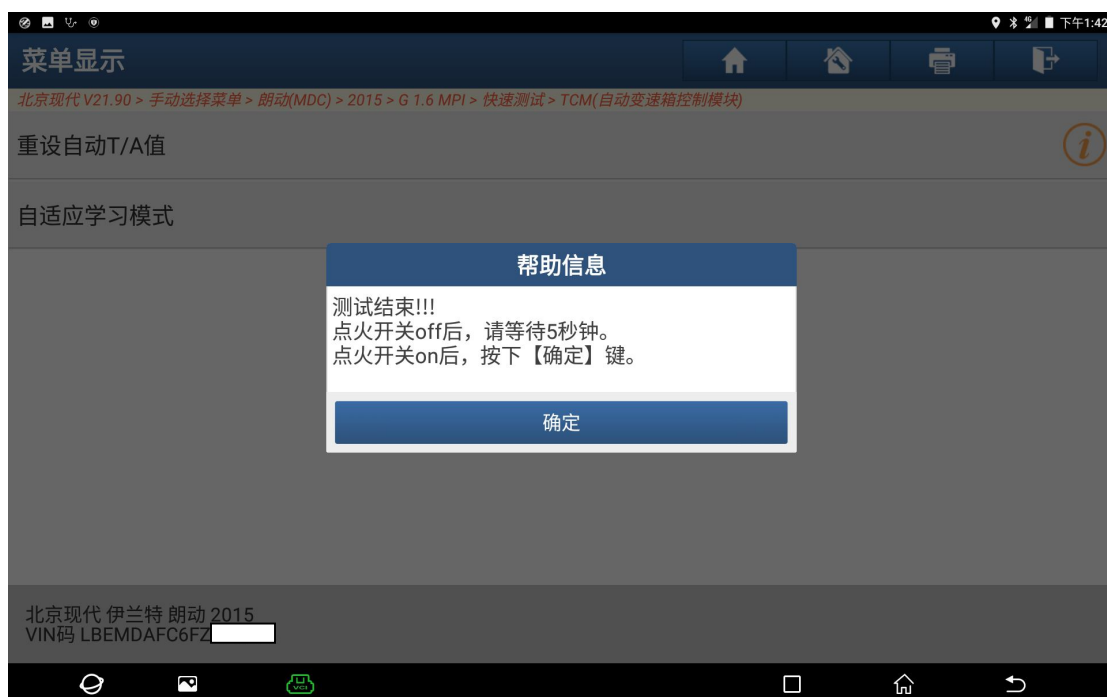 下午1:42
菜单显示
北京现代 V21.90 > 手动选择菜单 > 朗动(MDC) > 2015 > G 1.6 MPI > 快速测试 > TCM(自动变速箱控制模块)
重设自动T/A值
i
自适应学习模式
帮助信息
测试结束!!!
点火开关off后，请等待5秒钟。
点火开关on后，按下【确定】键。
确定
北京现代 伊兰特 朗动 2015
VIN码 LBEMDAFC6FZ
VCI